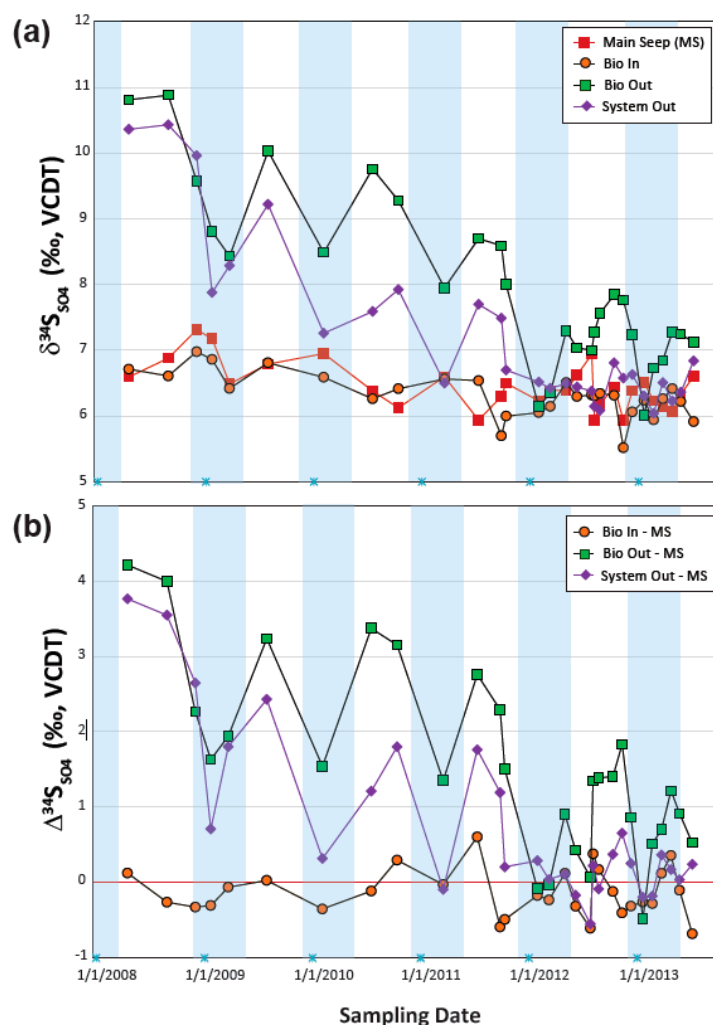 (a)
12
11
10
9
8
7
6
5
δ³⁴S_SO4 (‰, VCDT)
Main Seep (MS)
Bio In
Bio Out
System Out
(b)
5
4
3
2
1
0
-1
Δ³⁴S_SO4 (‰, VCDT)
Bio In - MS
Bio Out - MS
System Out - MS
1/1/2008 1/1/2009 1/1/2010 1/1/2011 1/1/2012 1/1/2013
Sampling Date